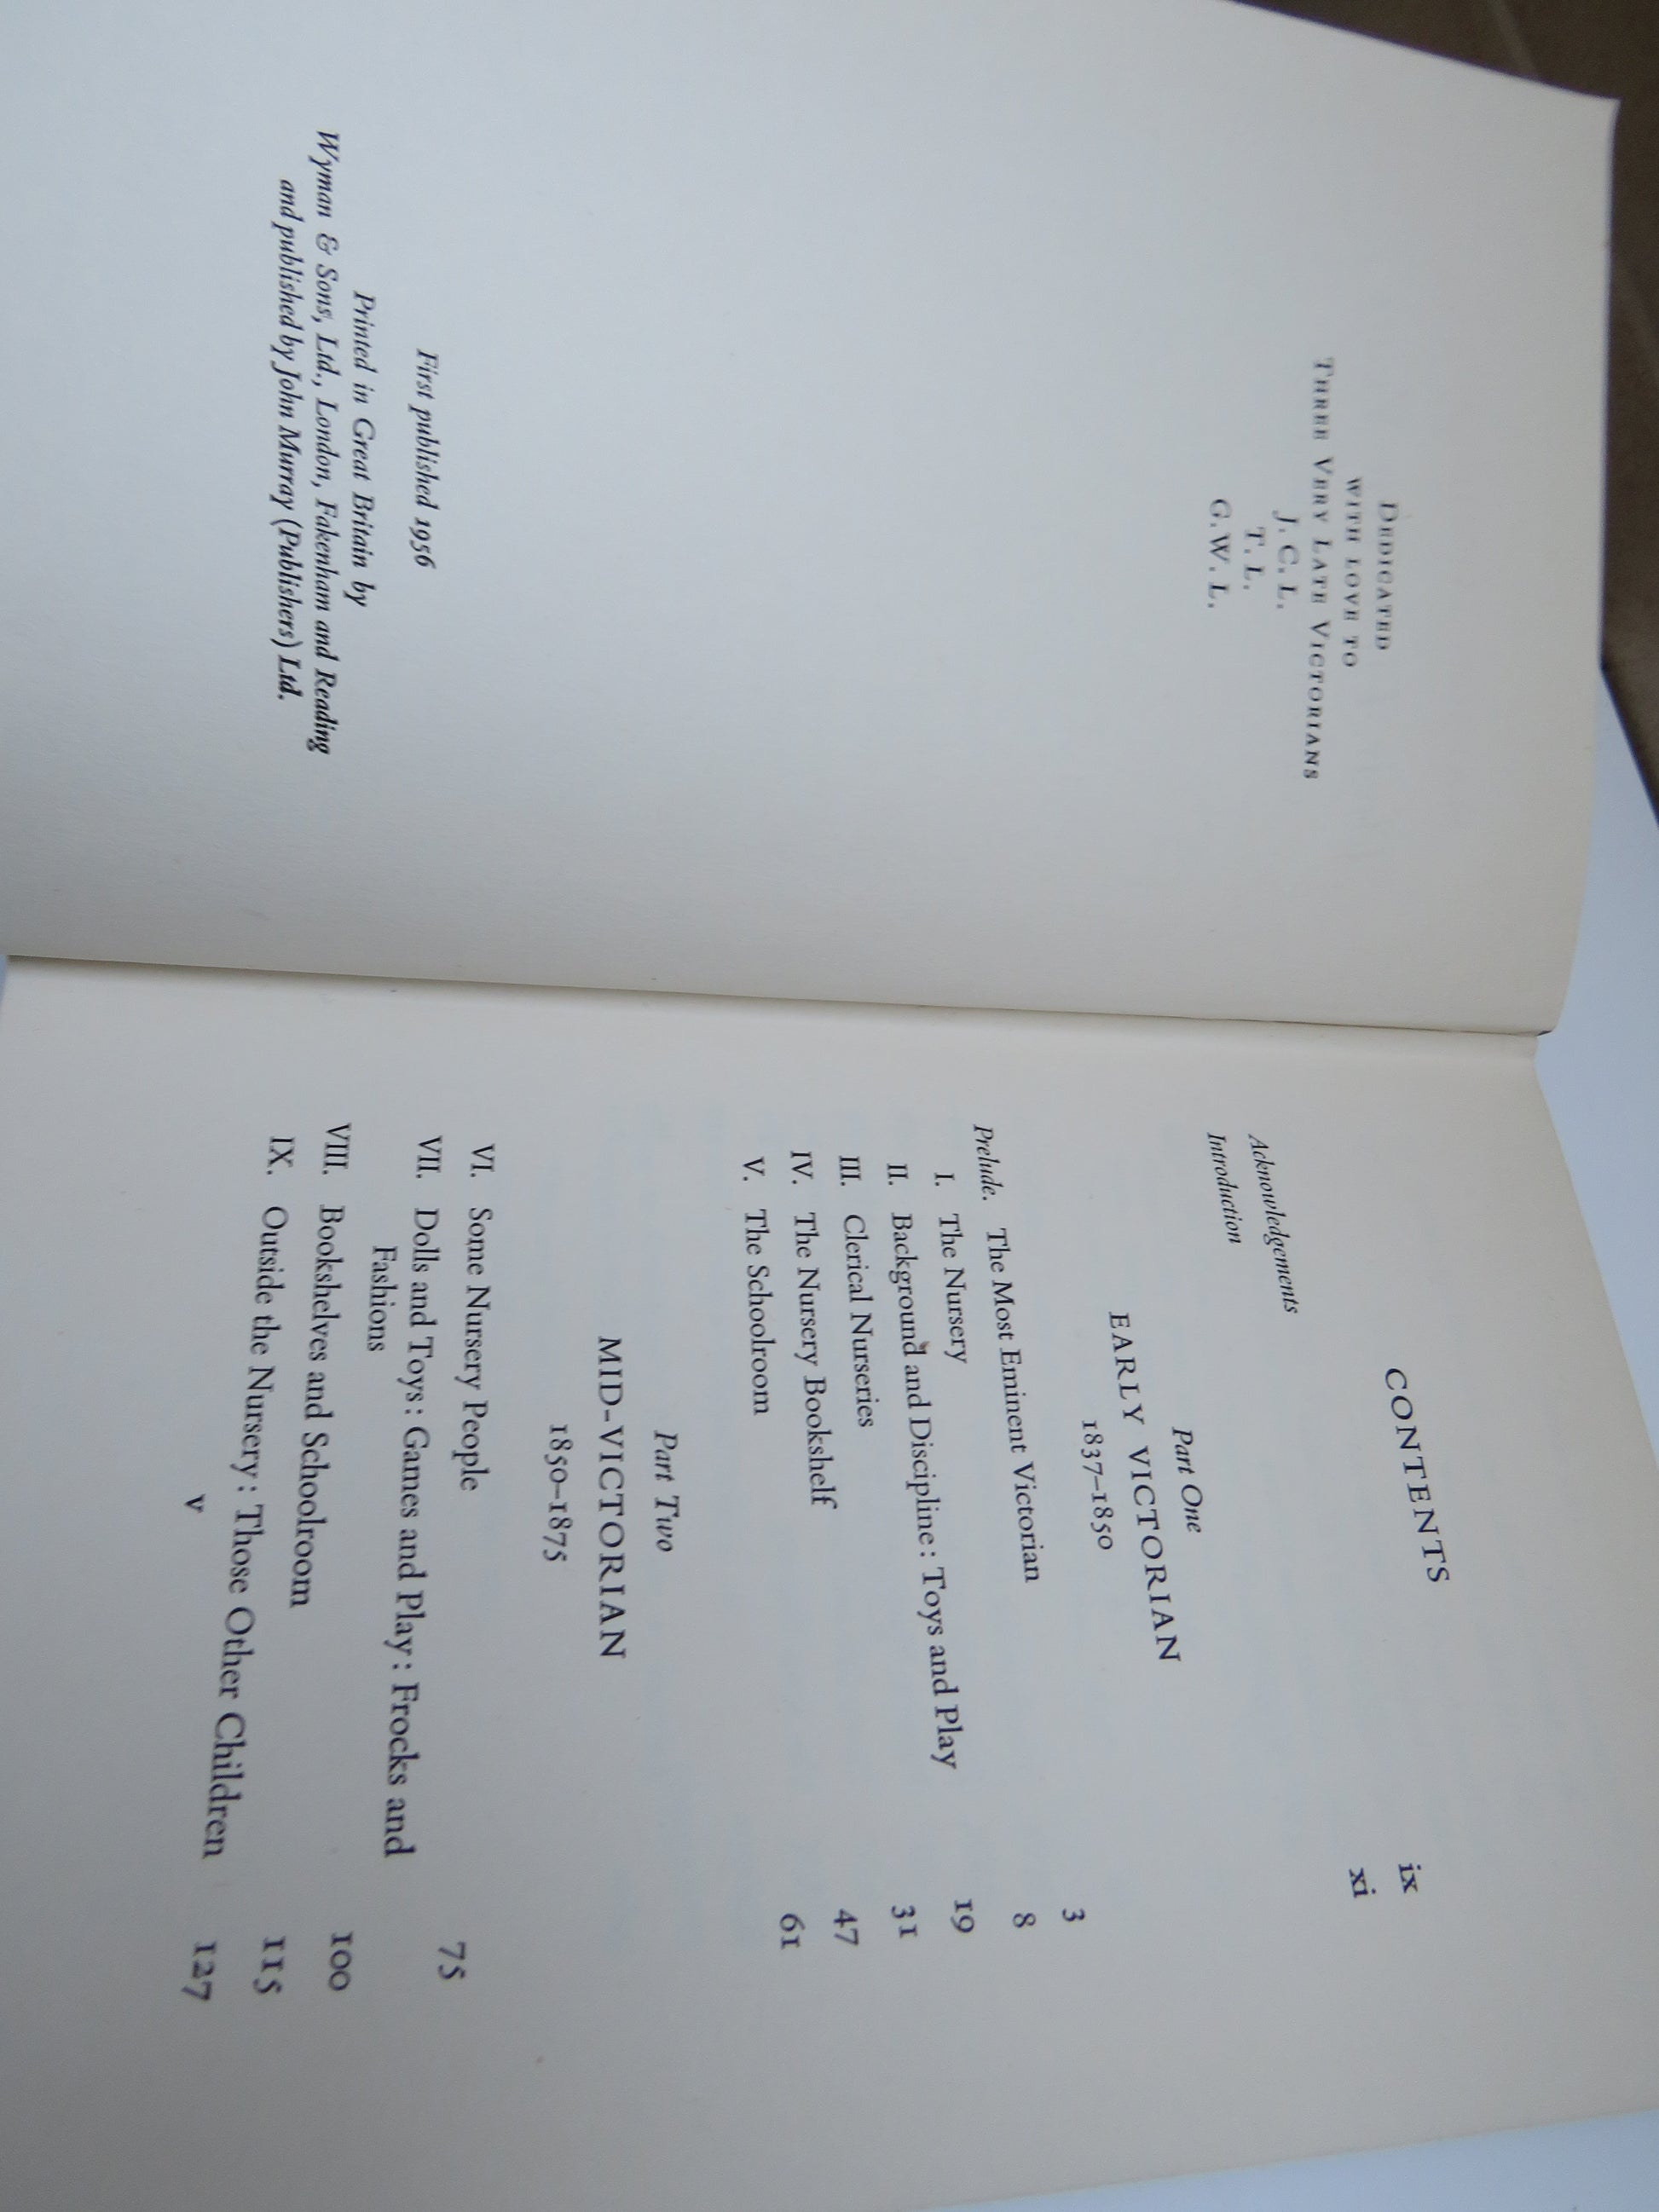 DEDICATED
WITH LOVE TO
THREE VERY LATE VICTORIANS
J. C. L.
T. L.
G. W. L.
First published 1956
Printed in Great Britain by
Wyman & Sons, Ltd., London, Fakenham and Reading
and published by John Murray (Publishers) Ltd.
CONTENTS
Acknowledgements ix
Introduction xi
Part One
EARLY VICTORIAN
1837–1850
Prelude. The Most Eminent Victorian 3
I. The Nursery 8
II. Background and Discipline: Toys and Play 19
III. Clerical Nurseries 31
IV. The Nursery Bookshelf 47
V. The Schoolroom 61
Part Two
MID-VICTORIAN
1850–1875
VI. Some Nursery People 75
VII. Dolls and Toys: Games and Play: Frocks and
Fashions 100
VIII. Bookshelves and Schoolroom 115
IX. Outside the Nursery: Those Other Children 127
v